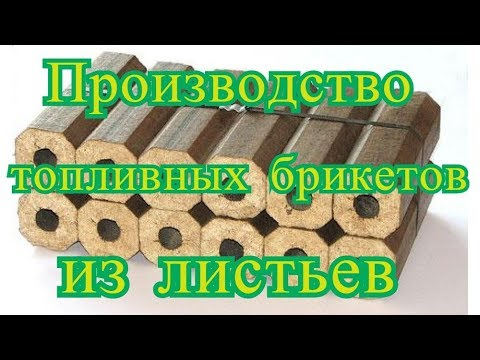 Производство
топливных брикетов
из листьев